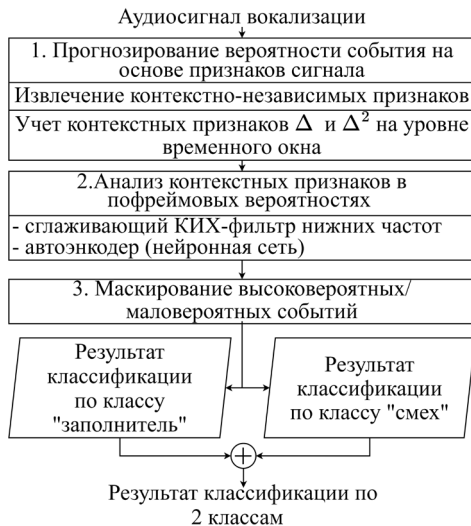 Аудиосигнал вокализации
1. Прогнозирование вероятности события на
основе признаков сигнала
Извлечение контекстно-независимых признаков
Учет контекстных признаков Δ и Δ² на уровне
временного окна
2.Анализ контекстных признаков в
пофреймовых вероятностях
- сглаживающий КИХ-фильтр нижних частот
- автоэнкодер (нейронная сеть)
3. Маскирование высоковероятных/
маловероятных событий
Результат
классификации
по классу
"заполнитель"
Результат
классификации
по классу "смех"
Результат классификации по
2 классам